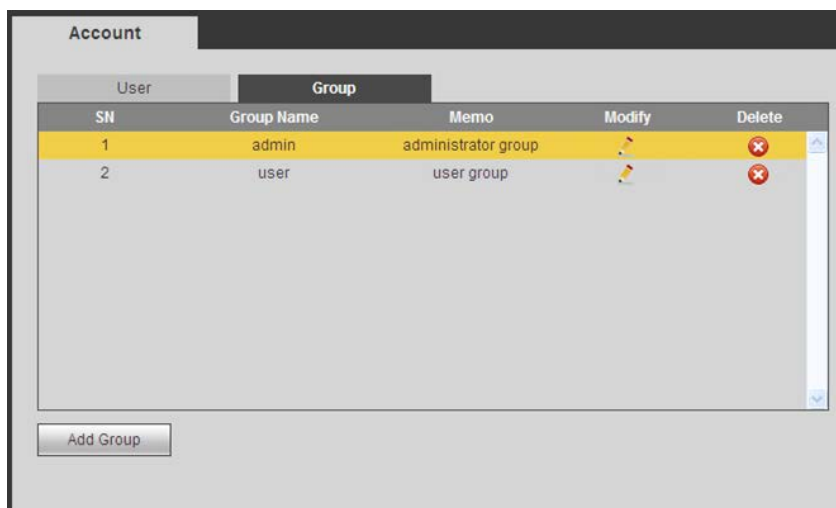 Account
User Group
SN Group Name Memo Modify Delete
1 admin administrator group
2 user user group
Add Group